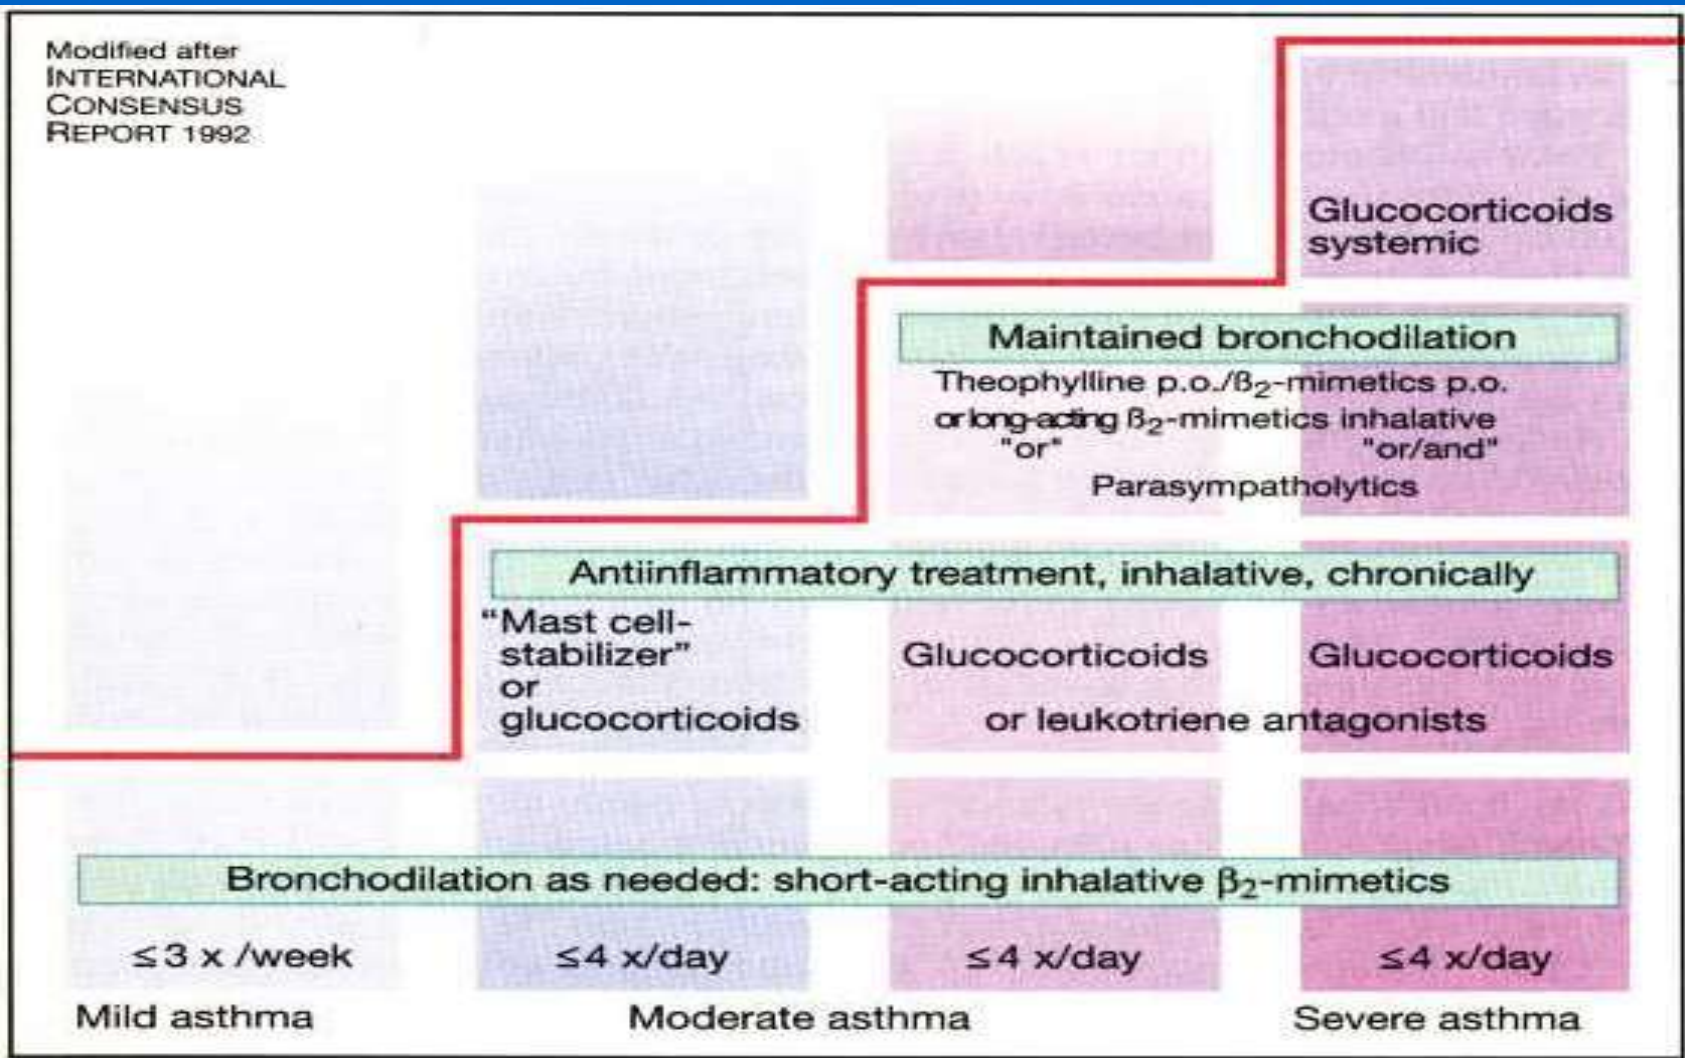 Modified after
INTERNATIONAL
CONSENSUS
REPORT 1992
Glucocorticoids
systemic
Maintained bronchodilation
Theophylline p.o./ß₂-mimetics p.o.
or long-acting ß₂-mimetics inhalative
"or" "or/and"
Parasympatholytics
Antiinflammatory treatment, inhalative, chronically
“Mast cell-
stabilizer”
or
glucocorticoids
Glucocorticoids
Glucocorticoids
or leukotriene antagonists
Bronchodilation as needed: short-acting inhalative β₂-mimetics
≤3 x /week
≤4 x/day
≤4 x/day
≤4 x/day
Mild asthma
Moderate asthma
Severe asthma